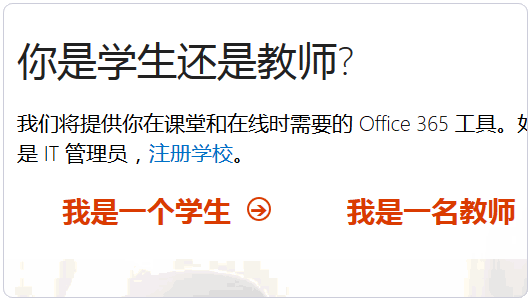 你是学生还是教师?
我们将提供你在课堂和在线时需要的 Office 365 工具。
是 IT 管理员，注册学校。
我是一个学生 我是一名教师